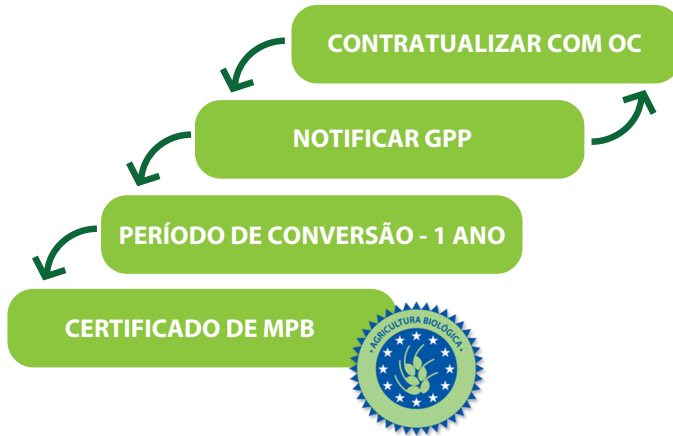 CONTRATUALIZAR COM OC
NOTIFICAR GPP
PERÍODO DE CONVERSÃO - 1 ANO
CERTIFICADO DE MPB
• AGRICULTURA BIOLÓGICA •